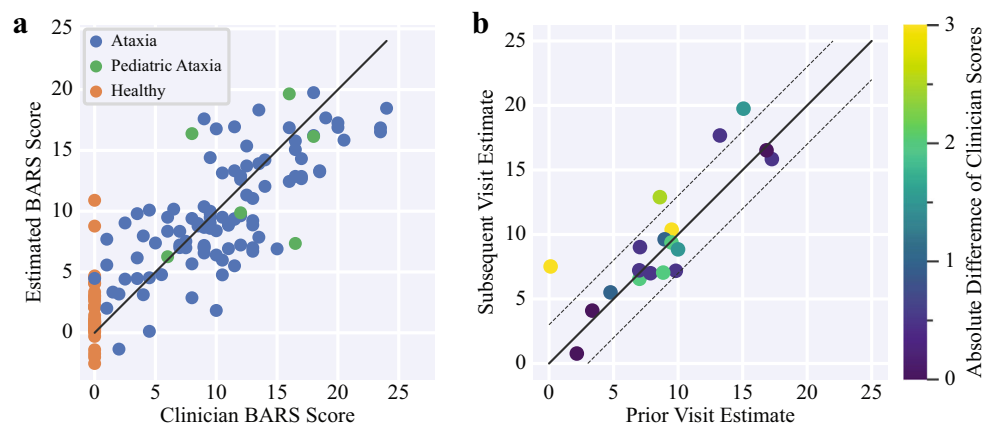 a
Estimated BARS Score
25
20
15
10
5
0
Ataxia
Pediatric Ataxia
Healthy
0 5 10 15 20 25
Clinician BARS Score
b
Subsequent Visit Estimate
25
20
15
10
5
0
0 5 10 15 20 25
Prior Visit Estimate
3
2
1
0
Absolute Difference of Clinician Scores